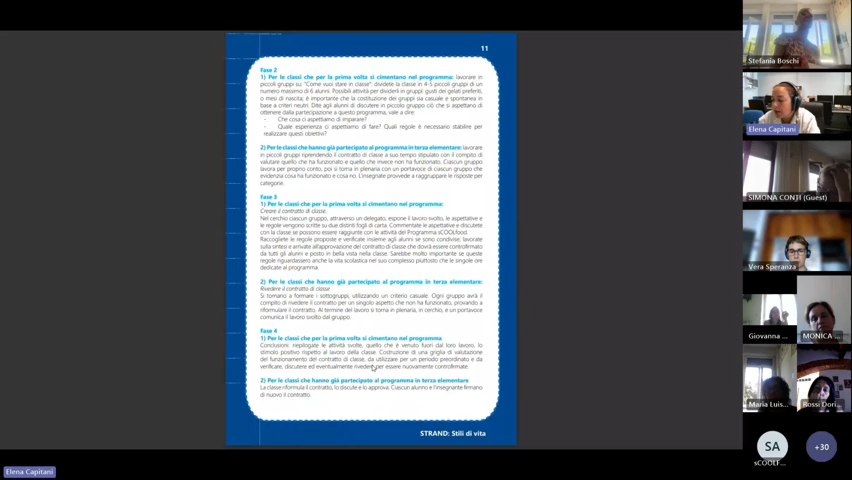 11
Fase 2
1) Per le classi che per la prima volta si cimentano nel programma: lavorare in
piccoli gruppi su: "Come vuoi stare in classe": dividete la classe in 4-5 piccoli gruppi di un
numero massimo di 6 alunni. Possibili attività per dividerli in gruppi: gusti dei gelati preferiti,
o mesi di nascita; è importante che la costituzione dei gruppi sia casuale e spontanea in
base a criteri neutri. Dite agli alunni di discutere in piccolo gruppo ciò che si aspettano di
ottenere dalla partecipazione a questo programma, vale a dire:
- Che cosa ci aspettiamo di imparare?
- Quale esperienza ci aspettiamo di fare? Quali regole è necessario stabilire per
realizzare questi obiettivi?
2) Per le classi che hanno già partecipato al programma in terza elementare: lavorare
in piccoli gruppi riprendendo il contratto di classe a suo tempo stipulato con il compito di
valutare quello che ha funzionato e quello che invece non ha funzionato. Ciascun gruppo
lavora per proprio conto, poi si torna in plenaria con un portavoce di ciascun gruppo che
evidenzia cosa ha funzionato e cosa no. L'insegnante provvede a raggruppare le risposte per
categorie.
Fase 3
1) Per le classi che per la prima volta si cimentano nel programma:
Creare il contratto di classe.
Nel cerchio ciascun gruppo, attraverso un delegato, espone il lavoro svolto, le aspettative e
le regole vengono scritte su due distinti fogli di carta. Commentate le aspettative e discutete
con la classe se possono essere raggiunte con le attività del Programma sCOOLfood.
Raccogliete le regole proposte e verificate insieme agli alunni se sono condivise; lavorate
sulla sintesi e arrivate all'approvazione del contratto di classe che dovrà essere controfirmato
da tutti gli alunni e posto in bella vista nella classe. Sarebbe molto importante se queste
regole riguardassero anche la vita scolastica nel suo complesso piuttosto che le singole ore
dedicate al programma.
2) Per le classi che hanno già partecipato al programma in terza elementare:
Rivedere il contratto di classe
Si tornano a formare i sottogruppi, utilizzando un criterio casuale. Ogni gruppo avrà il
compito di rivedere il contratto per un singolo aspetto che non ha funzionato, provando a
riformulare il contratto. Al termine del lavoro si torna in plenaria, in cerchio, e un portavoce
comunica il lavoro svolto dal gruppo.
Fase 4
1) Per le classi che per la prima volta si cimentano nel programma
Conclusioni: riepilogate le attività svolte, quello che è venuto fuori dal loro lavoro, lo
stimolo positivo rispetto al lavoro della classe. Costruzione di una griglia di valutazione
del funzionamento del contratto di classe, da utilizzare per un periodo preordinato e da
verificare, discutere ed eventualmente rivedere per essere nuovamente controfirmate.
2) Per le classi che hanno già partecipato al programma in terza elementare
La classe riformula il contratto, lo discute e lo approva. Ciascun alunno e l'insegnante firmano
di nuovo il contratto.
STRAND: Stili di vita
Stefania Boschi
Elena Capitani
SIMONA CONTI (Guest)
Vera Speranza
Giovanna ...
MONICA ...
Maria Luis...
Rossi Dori...
SA
sCOOLF...
+30
Elena Capitani